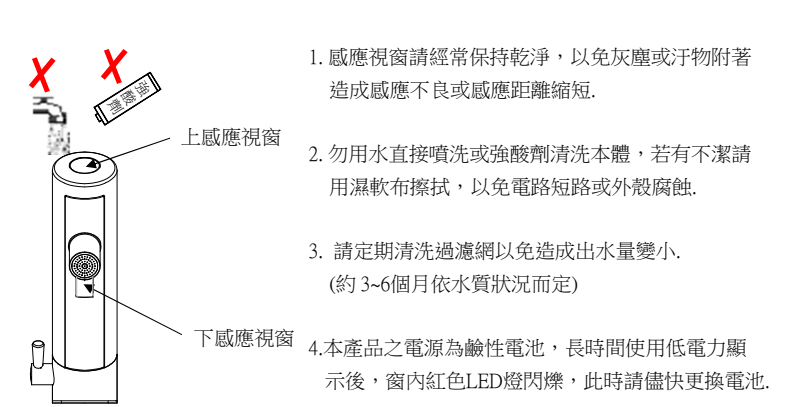 1. 感應視窗請經常保持乾淨，以免灰塵或汙物附著
造成感應不良或感應距離縮短.
強酸劑
上感應視窗
2. 勿用水直接噴洗或強酸劑清洗本體，若有不潔請
用濕軟布擦拭，以免電路短路或外殼腐蝕.
3. 請定期清洗過濾網以免造成出水量變小.
(約 3~6個月依水質狀況而定)
下感應視窗
4.本產品之電源為鹼性電池，長時間使用低電力顯
示後，窗內紅色LED燈閃爍，此時請儘快更換電池.